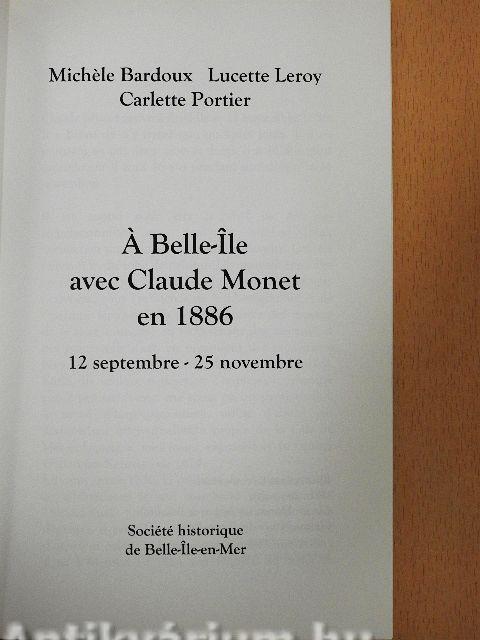 Michèle Bardoux Lucette Leroy
Carlette Portier
À Belle-Île
avec Claude Monet
en 1886
12 septembre - 25 novembre
Société historique
de Belle-Île-en-Mer
Antikvárium.hu